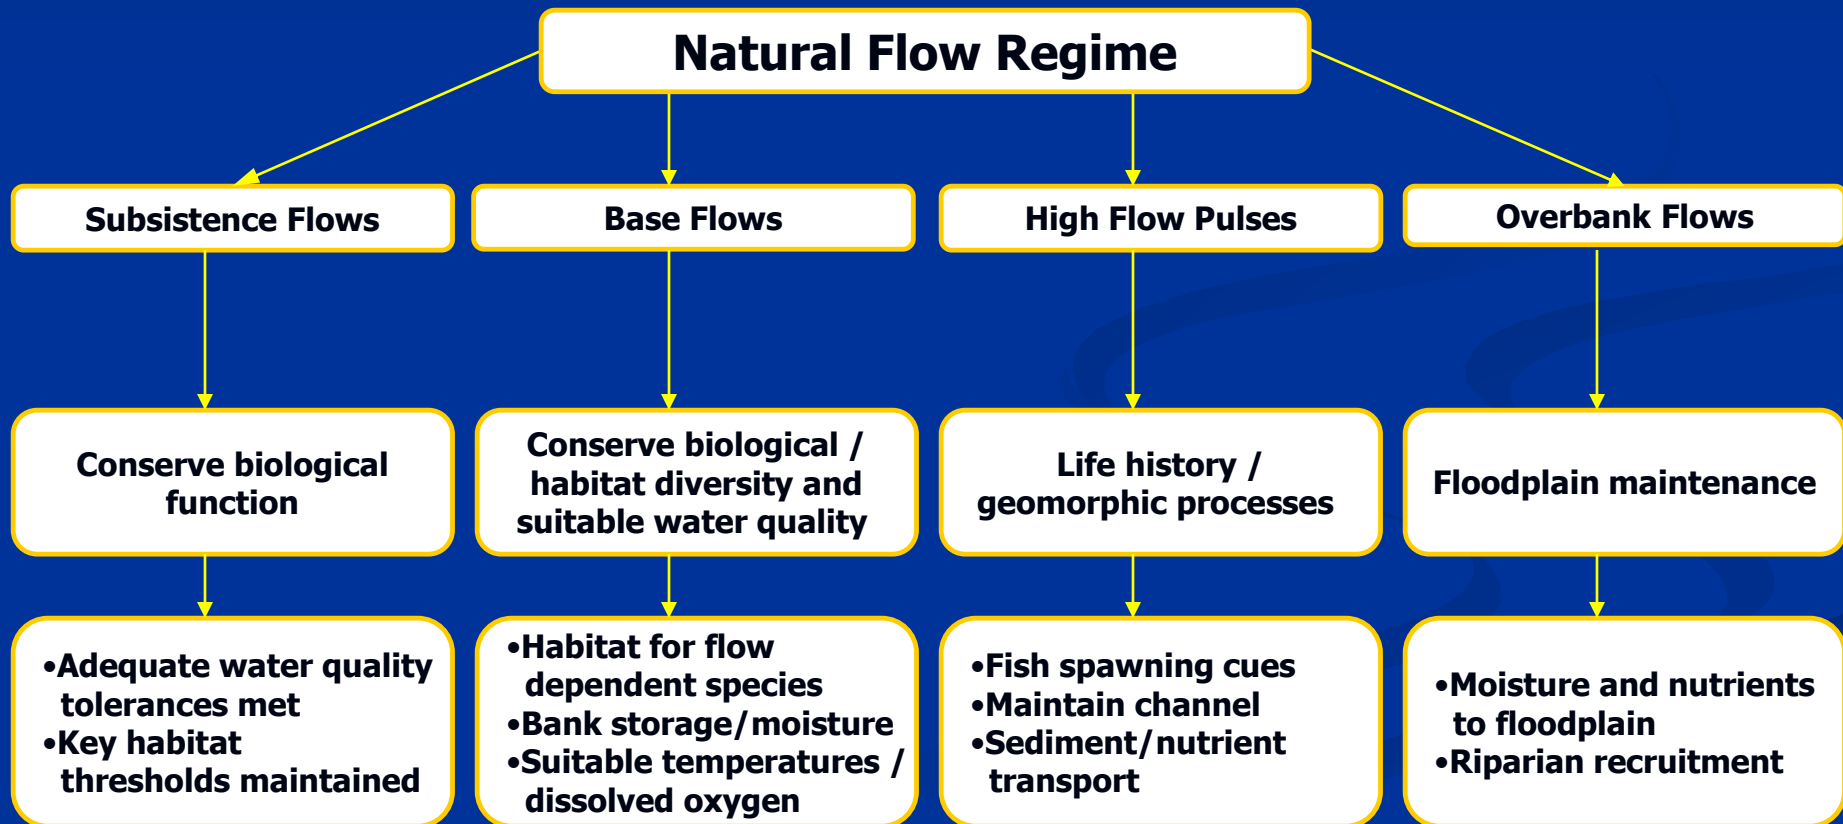 Natural Flow Regime
Subsistence Flows
Base Flows
High Flow Pulses
Overbank Flows
Conserve biological
function
Conserve biological /
habitat diversity and
suitable water quality
Life history /
geomorphic processes
Floodplain maintenance
•Adequate water quality
tolerances met
•Key habitat
thresholds maintained
•Habitat for flow
dependent species
•Bank storage/moisture
•Suitable temperatures /
dissolved oxygen
•Fish spawning cues
•Maintain channel
•Sediment/nutrient
transport
•Moisture and nutrients
to floodplain
•Riparian recruitment